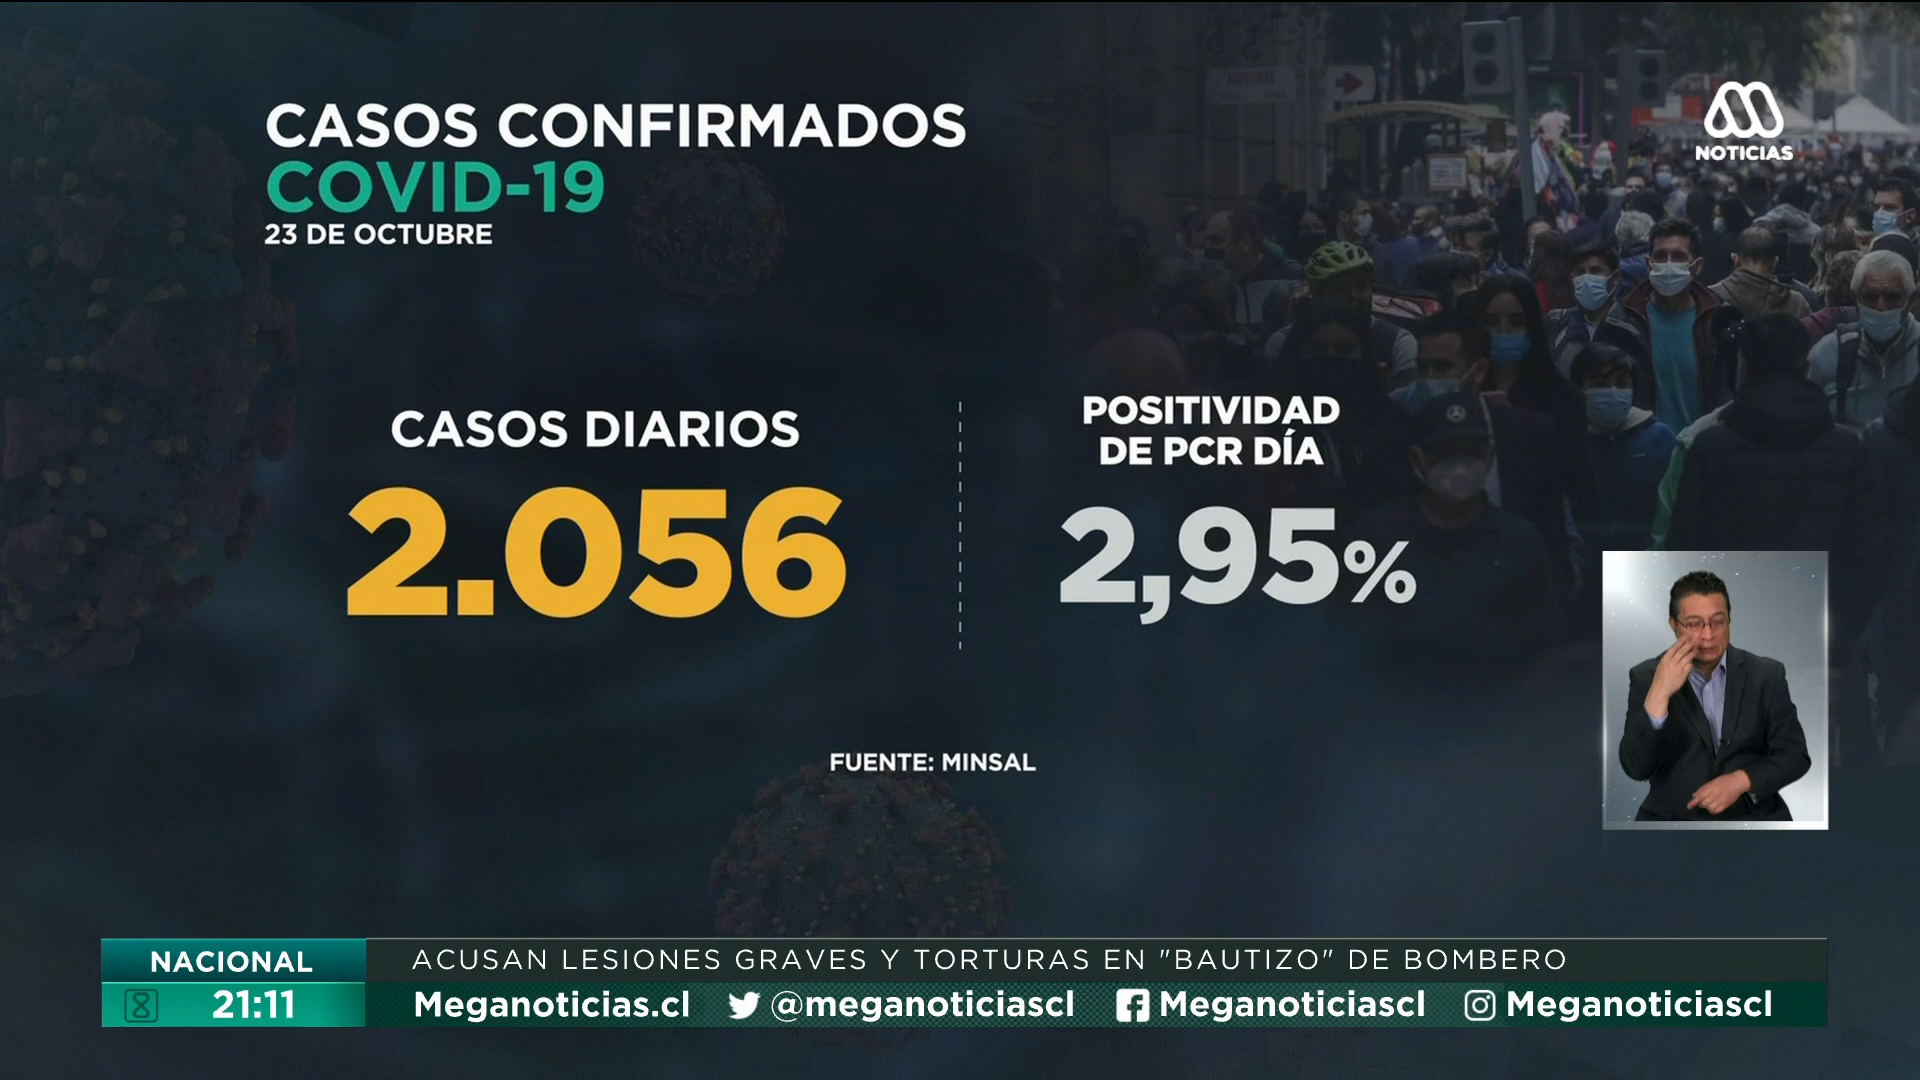 CASOS CONFIRMADOS
COVID-19
23 DE OCTUBRE
NOTICIAS
CASOS DIARIOS
2.056
POSITIVIDAD
DE PCR DÍA
2,95%
FUENTE: MINSAL
NACIONAL
ACUSAN LESIONES GRAVES Y TORTURAS EN "BAUTIZO" DE BOMBERO
21:11
Meganoticias.cl @meganoticiascl Meganoticiascl Meganoticiascl